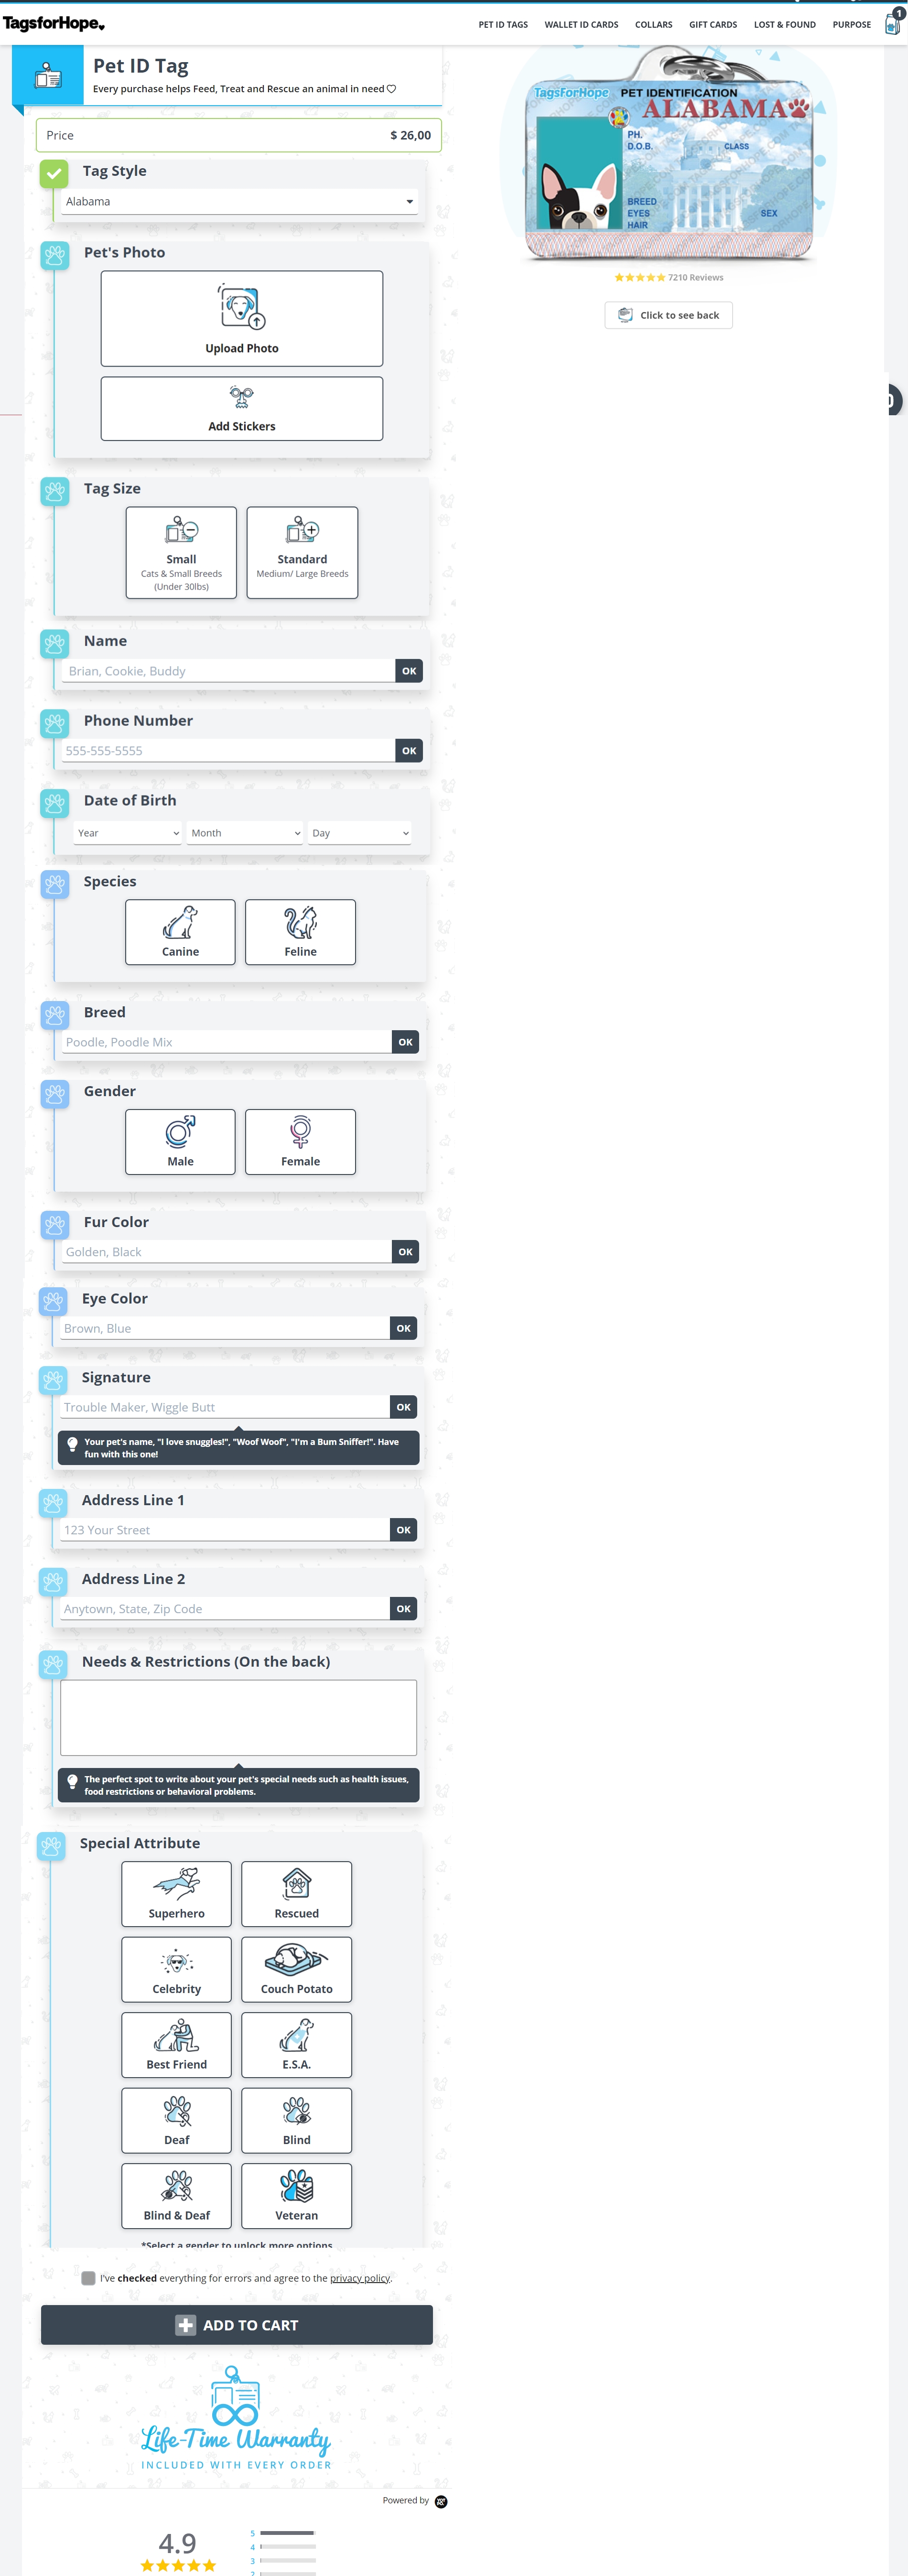 TagsforHope.
PET ID TAGS
WALLET ID CARDS
COLLARS
GIFT CARDS
LOST & FOUND
PURPOSE
1
Pet ID Tag
Every purchase helps Feed, Treat and Rescue an animal in need
Price
$ 26,00
Tag Style
Alabama
TagsForHope
PET IDENTIFICATION
ALABAMA
PH.
D.O.B.
CLASS
BREED
EYES
SEX
HAIR
7210 Reviews
Click to see back
Pet's Photo
Upload Photo
Add Stickers
Tag Size
Small
Cats & Small Breeds
(Under 30lbs)
Standard
Medium/ Large Breeds
Name
Brian, Cookie, Buddy
OK
Phone Number
555-555-5555
OK
Date of Birth
Year
Month
Day
Species
Canine
Feline
Breed
Poodle, Poodle Mix
OK
Gender
Male
Female
Fur Color
Golden, Black
OK
Eye Color
Brown, Blue
OK
Signature
Trouble Maker, Wiggle Butt
OK
Your pet's name, "I love snuggles!", "Woof Woof", "I'm a Bum Sniffer!". Have
fun with this one!
Address Line 1
123 Your Street
OK
Address Line 2
Anytown, State, Zip Code
OK
Needs & Restrictions (On the back)
The perfect spot to write about your pet's special needs such as health issues,
food restrictions or behavioral problems.
Special Attribute
Superhero
Rescued
Celebrity
Couch Potato
Best Friend
E.S.A.
Deaf
Blind
Blind & Deaf
Veteran
*Select a gender to unlock more options
I've checked everything for errors and agree to the privacy policy.
ADD TO CART
Life-Time Warranty
INCLUDED WITH EVERY ORDER
Powered by
4.9
5
4
3
2